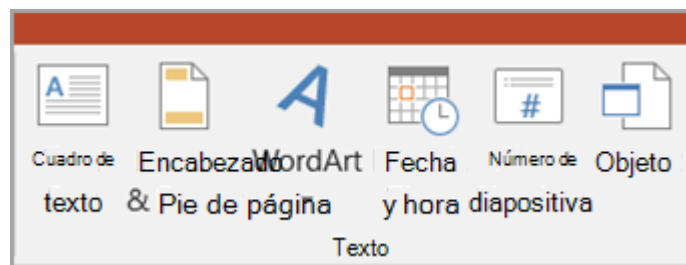 Cuadro de texto
Encabezado & Pie de página
WordArt
Fecha y hora
Número de diapositiva
Objeto
Texto